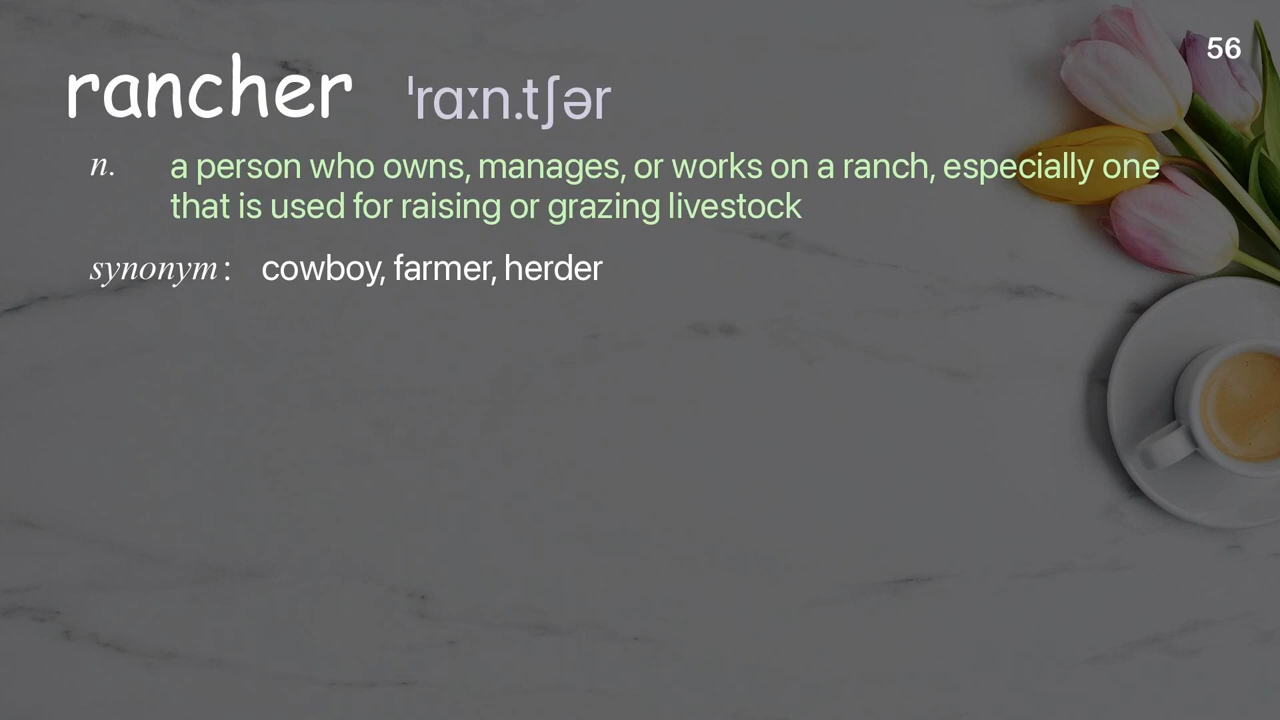 56
rancher ˈrɑːn.tʃər
n. a person who owns, manages, or works on a ranch, especially one
that is used for raising or grazing livestock
synonym: cowboy, farmer, herder